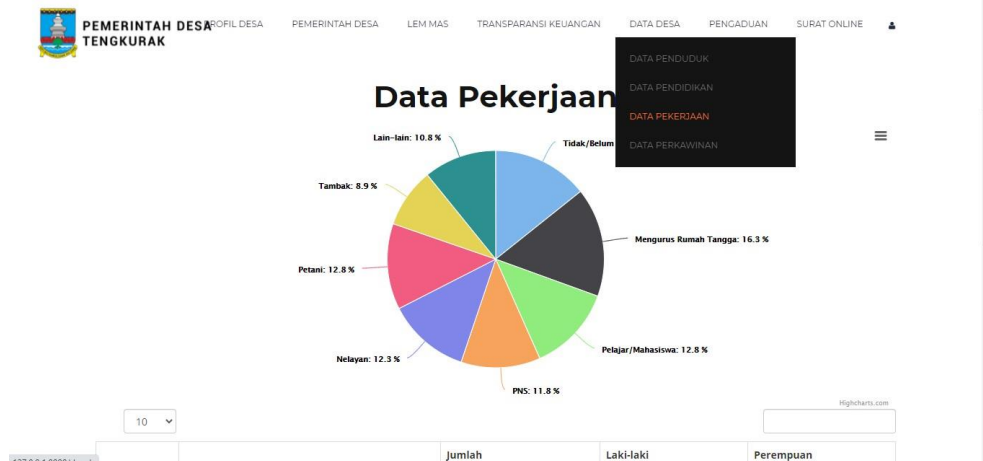 PEMERINTAH DESA
TENGKURAK
ROFIL DESA
PEMERINTAH DESA
LEM MAS
TRANSPARANSI KEUANGAN
DATA DESA
PENGADUAN
SURAT ONLINE
DATA PENDUDUK
DATA PENDIDIKAN
DATA PEKERJAAN
DATA PERKAWINAN
Data Pekerjaan
Lain-lain: 10.8 %
Tidak/Belum
Tambak: 8.9 %
Mengurus Rumah Tangga: 16.3 %
Petani: 12.8 %
Pelajar/Mahasiswa: 12.8 %
Nelayan: 12.3 %
PNS: 11.8 %
Highcharts.com
10
Jumlah
Laki-laki
Perempuan